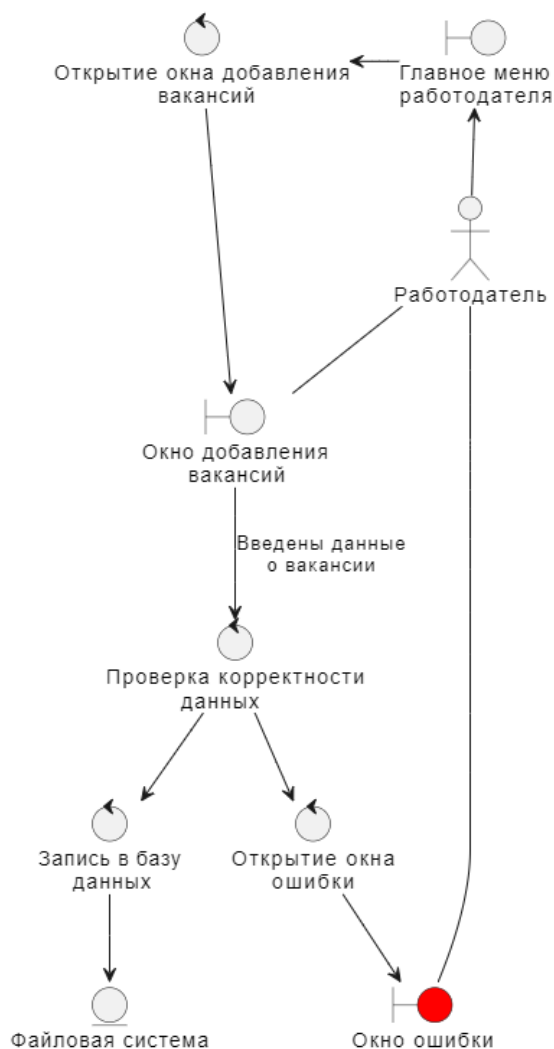 Открытие окна добавления
вакансий
Главное меню
работодателя
Работодатель
Окно добавления
вакансий
Введены данные
о вакансии
Проверка корректности
данных
Запись в базу
данных
Открытие окна
ошибки
Файловая система
Окно ошибки